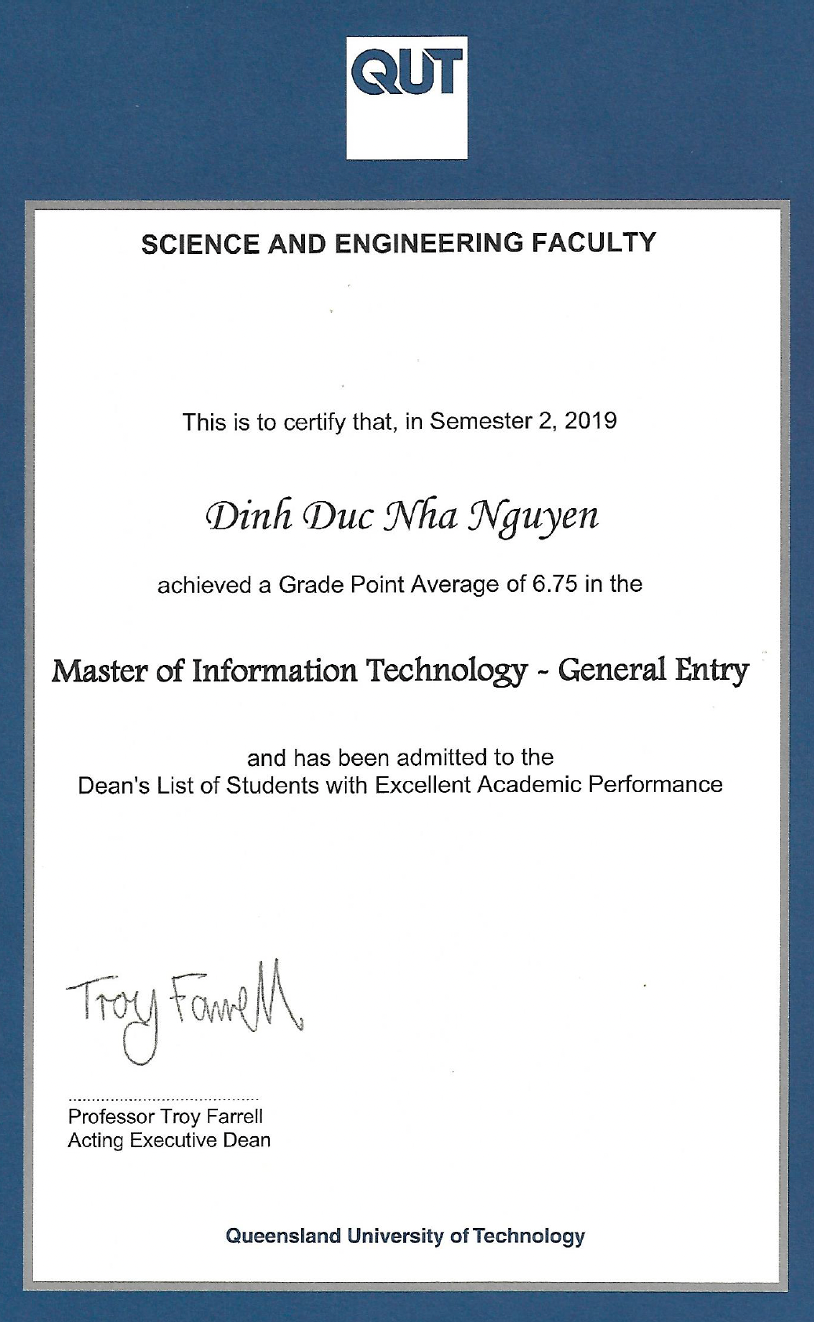 QUT
SCIENCE AND ENGINEERING FACULTY
This is to certify that, in Semester 2, 2019
Dinh Duc Nha Nguyen
achieved a Grade Point Average of 6.75 in the
Master of Information Technology - General Entry
and has been admitted to the
Dean's List of Students with Excellent Academic Performance
Troy Farrell
Professor Troy Farrell
Acting Executive Dean
Queensland University of Technology